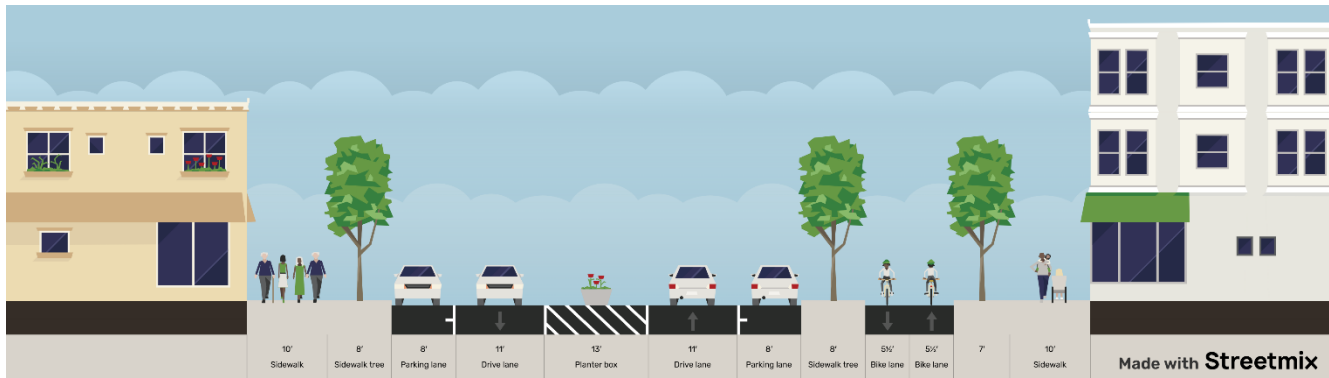 10' 8' 8' 11' 13' 11' 8' 8' 5½' 5½' 7' 10'
Sidewalk Sidewalk tree Parking lane Drive lane Planter box Drive lane Parking lane Sidewalk tree Bike lane Bike lane Sidewalk
Made with Streetmix